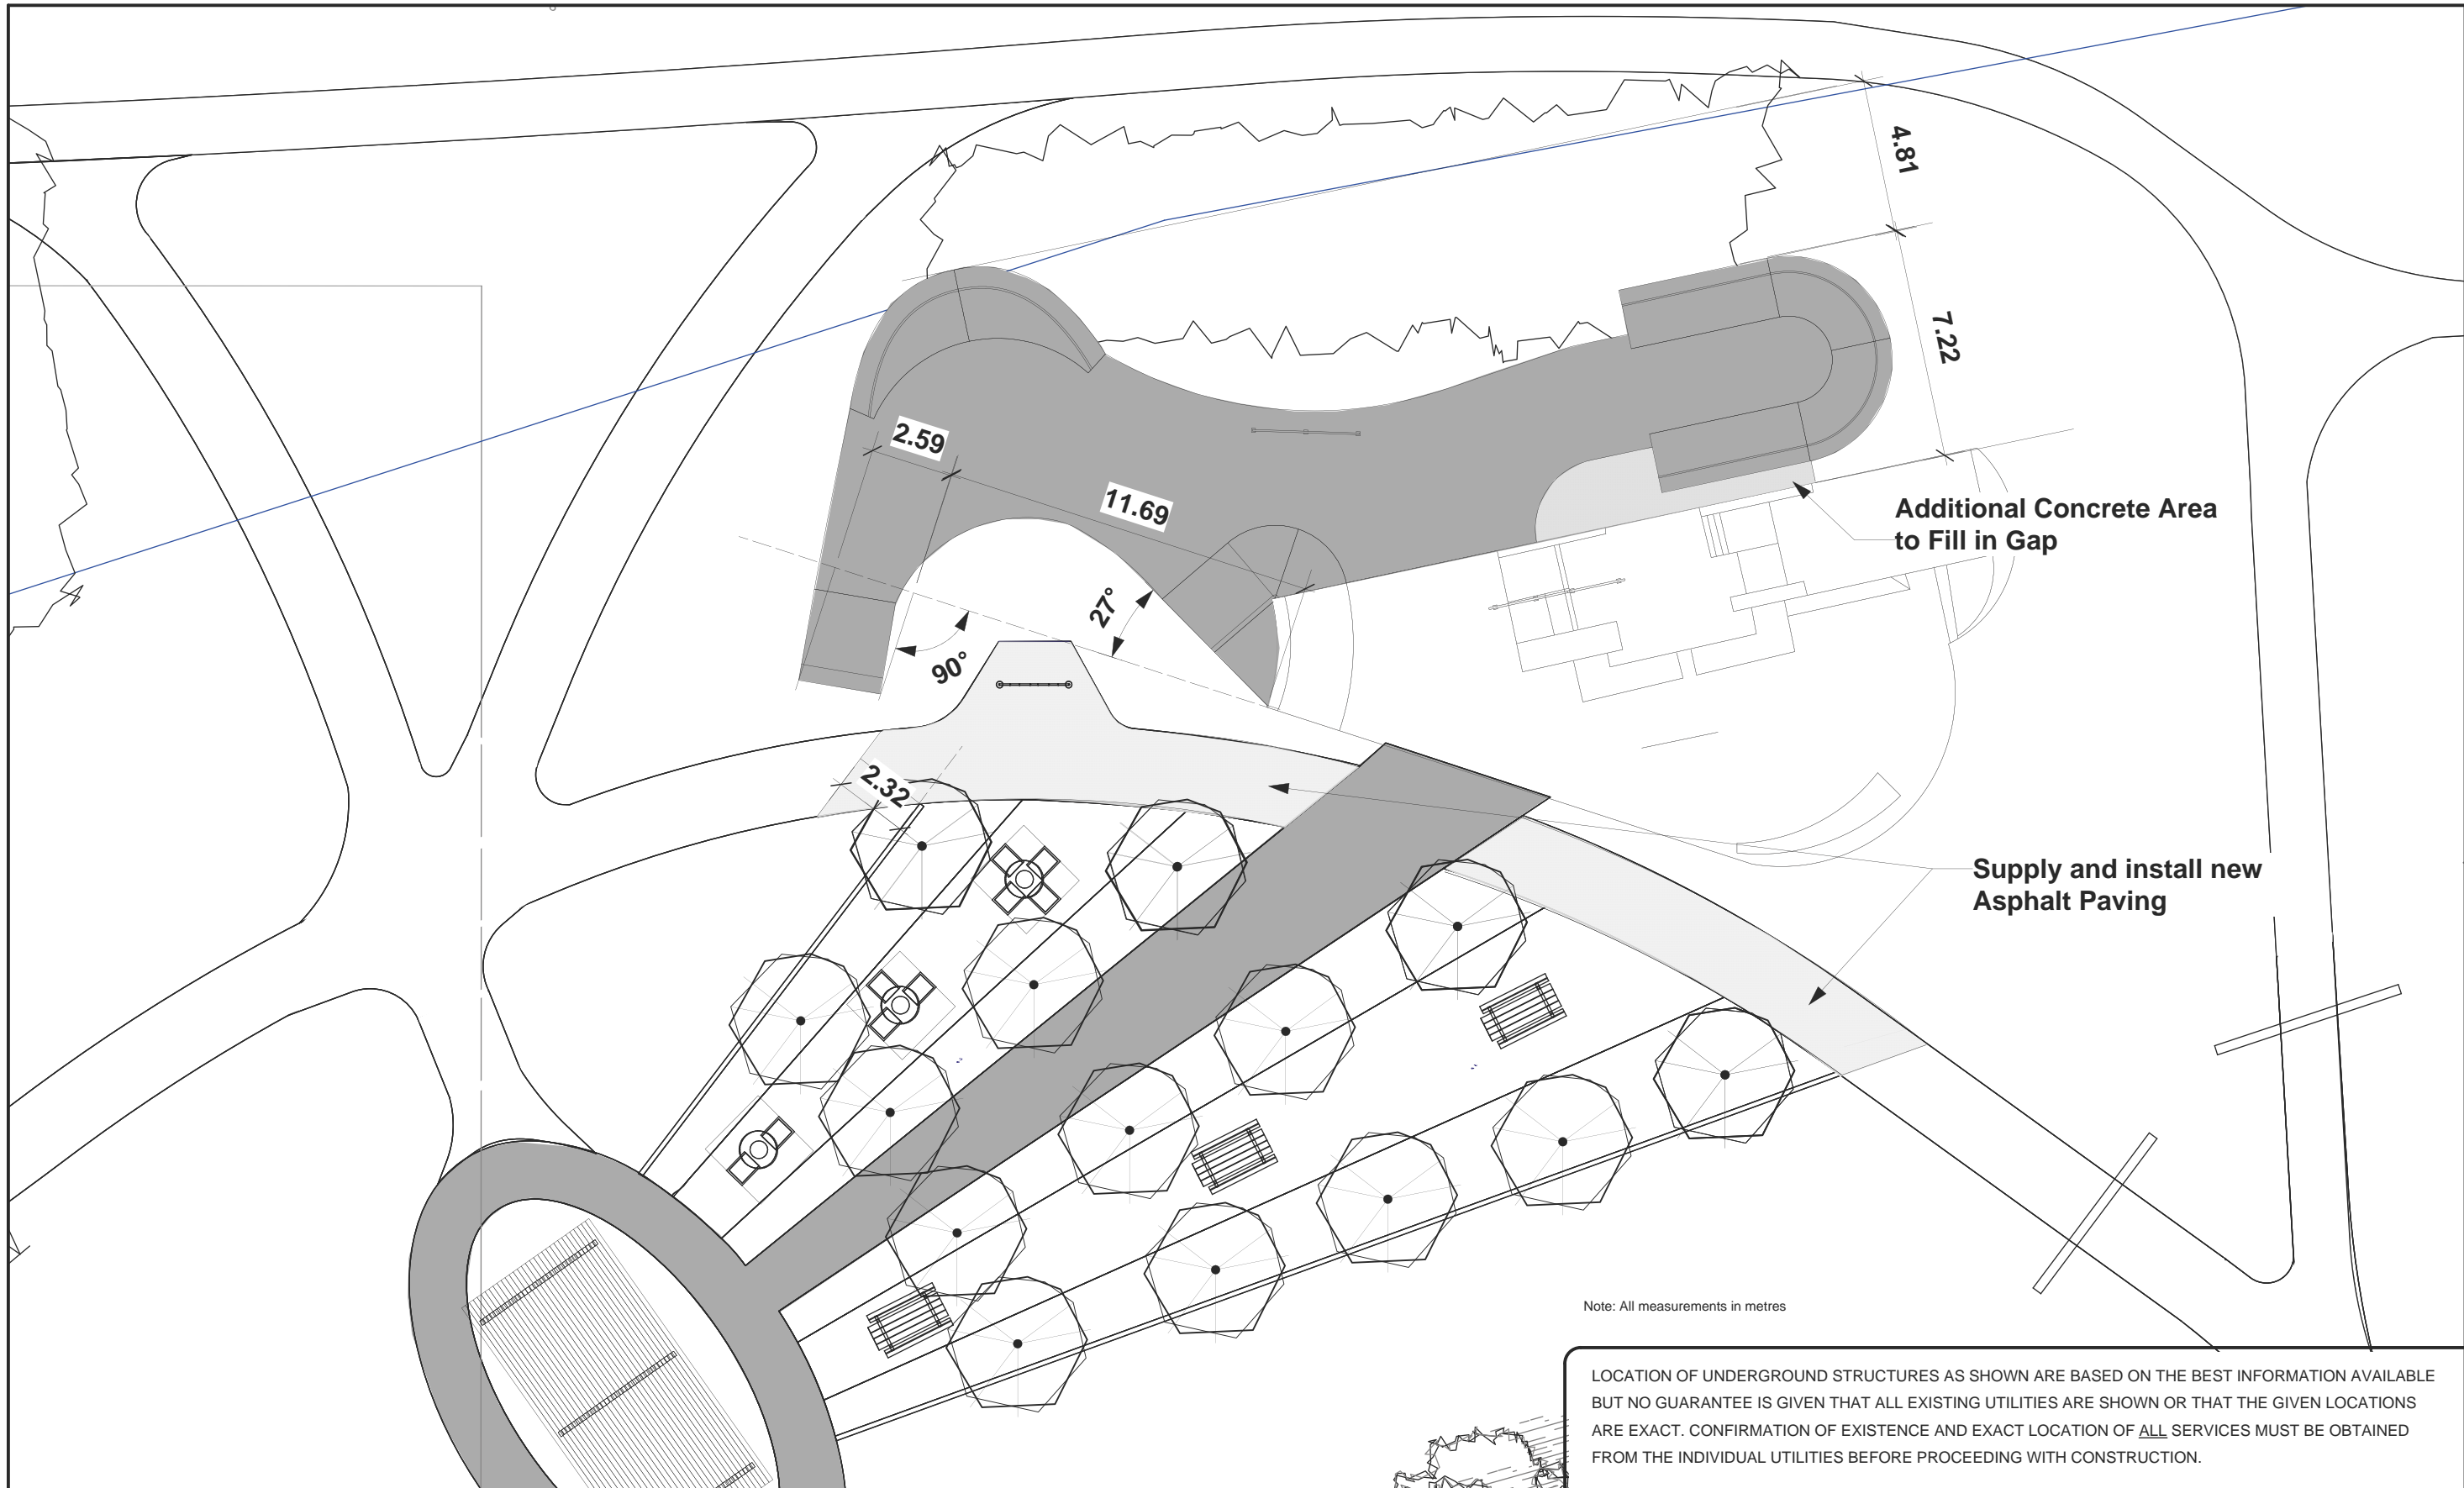 4.81
7.22
2.59
11.69
Additional Concrete Area
to Fill in Gap
27°
90°
2.32
Supply and install new
Asphalt Paving
Note: All measurements in metres
LOCATION OF UNDERGROUND STRUCTURES AS SHOWN ARE BASED ON THE BEST INFORMATION AVAILABLE
BUT NO GUARANTEE IS GIVEN THAT ALL EXISTING UTILITIES ARE SHOWN OR THAT THE GIVEN LOCATIONS
ARE EXACT. CONFIRMATION OF EXISTENCE AND EXACT LOCATION OF ALL SERVICES MUST BE OBTAINED
FROM THE INDIVIDUAL UTILITIES BEFORE PROCEEDING WITH CONSTRUCTION.